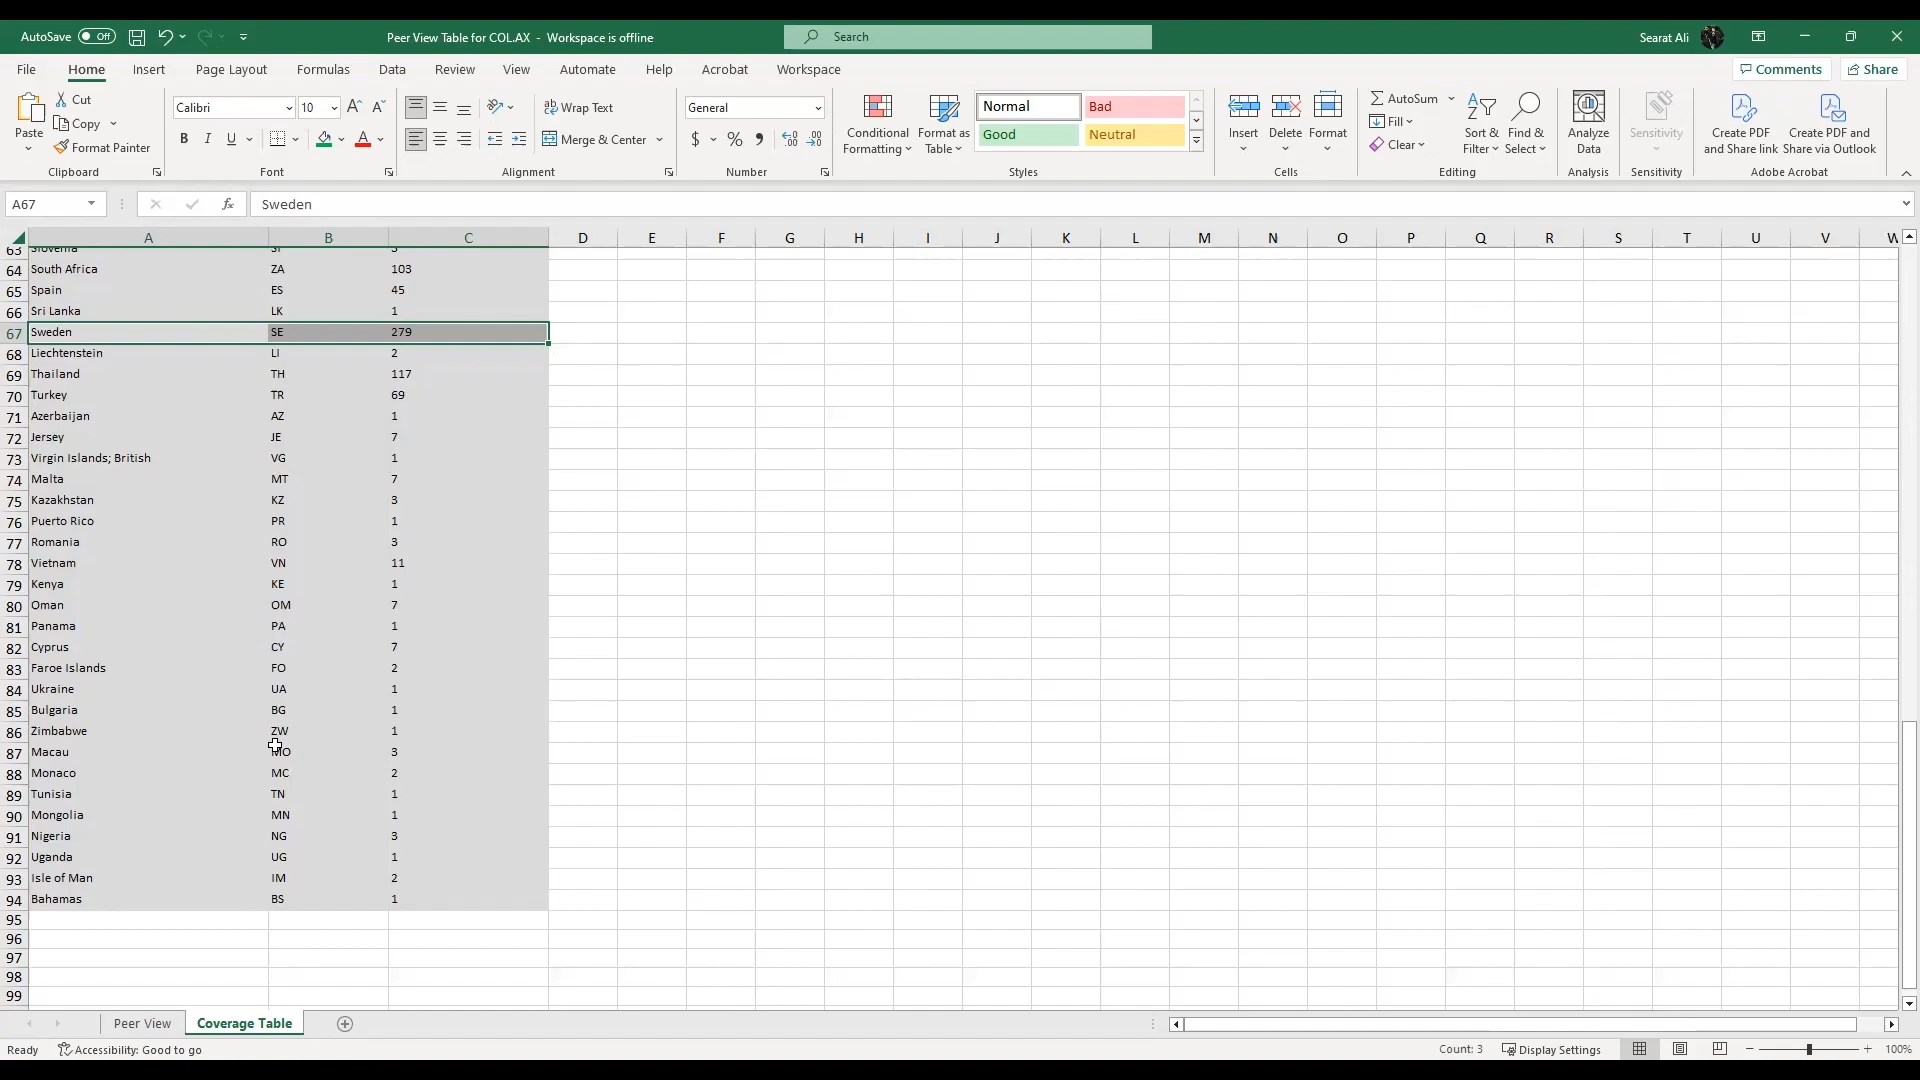 AutoSave Off
Peer View Table for COL.AX - Workspace is offline
Search
Searat Ali
File Home Insert Page Layout Formulas Data Review View Automate Help Acrobat Workspace
Comments Share
Paste
Cut
Copy
Format Painter
Clipboard
Calibri 10
B I U
Font
Wrap Text
Merge & Center
Alignment
General
$ % ,
Number
Conditional Formatting
Format as Table
Normal Bad
Good Neutral
Styles
Insert Delete Format
Cells
AutoSum
Fill
Clear
Sort & Filter
Find & Select
Editing
Analyze Data
Analysis
Sensitivity
Sensitivity
Create PDF and Share link
Create PDF and Share via Outlook
Adobe Acrobat
A67 fx Sweden
A B C D E F G H I J K L M N O P Q R S T U V W
63 Slovenia SI 3
64 South Africa ZA 103
65 Spain ES 45
66 Sri Lanka LK 1
67 Sweden SE 279
68 Liechtenstein LI 2
69 Thailand TH 117
70 Turkey TR 69
71 Azerbaijan AZ 1
72 Jersey JE 7
73 Virgin Islands; British VG 1
74 Malta MT 7
75 Kazakhstan KZ 3
76 Puerto Rico PR 1
77 Romania RO 3
78 Vietnam VN 11
79 Kenya KE 1
80 Oman OM 7
81 Panama PA 1
82 Cyprus CY 7
83 Faroe Islands FO 2
84 Ukraine UA 1
85 Bulgaria BG 1
86 Zimbabwe ZW 1
87 Macau MO 3
88 Monaco MC 2
89 Tunisia TN 1
90 Mongolia MN 1
91 Nigeria NG 3
92 Uganda UG 1
93 Isle of Man IM 2
94 Bahamas BS 1
95
96
97
98
99
Peer View Coverage Table
Ready Accessibility: Good to go Count: 3 Display Settings 100%